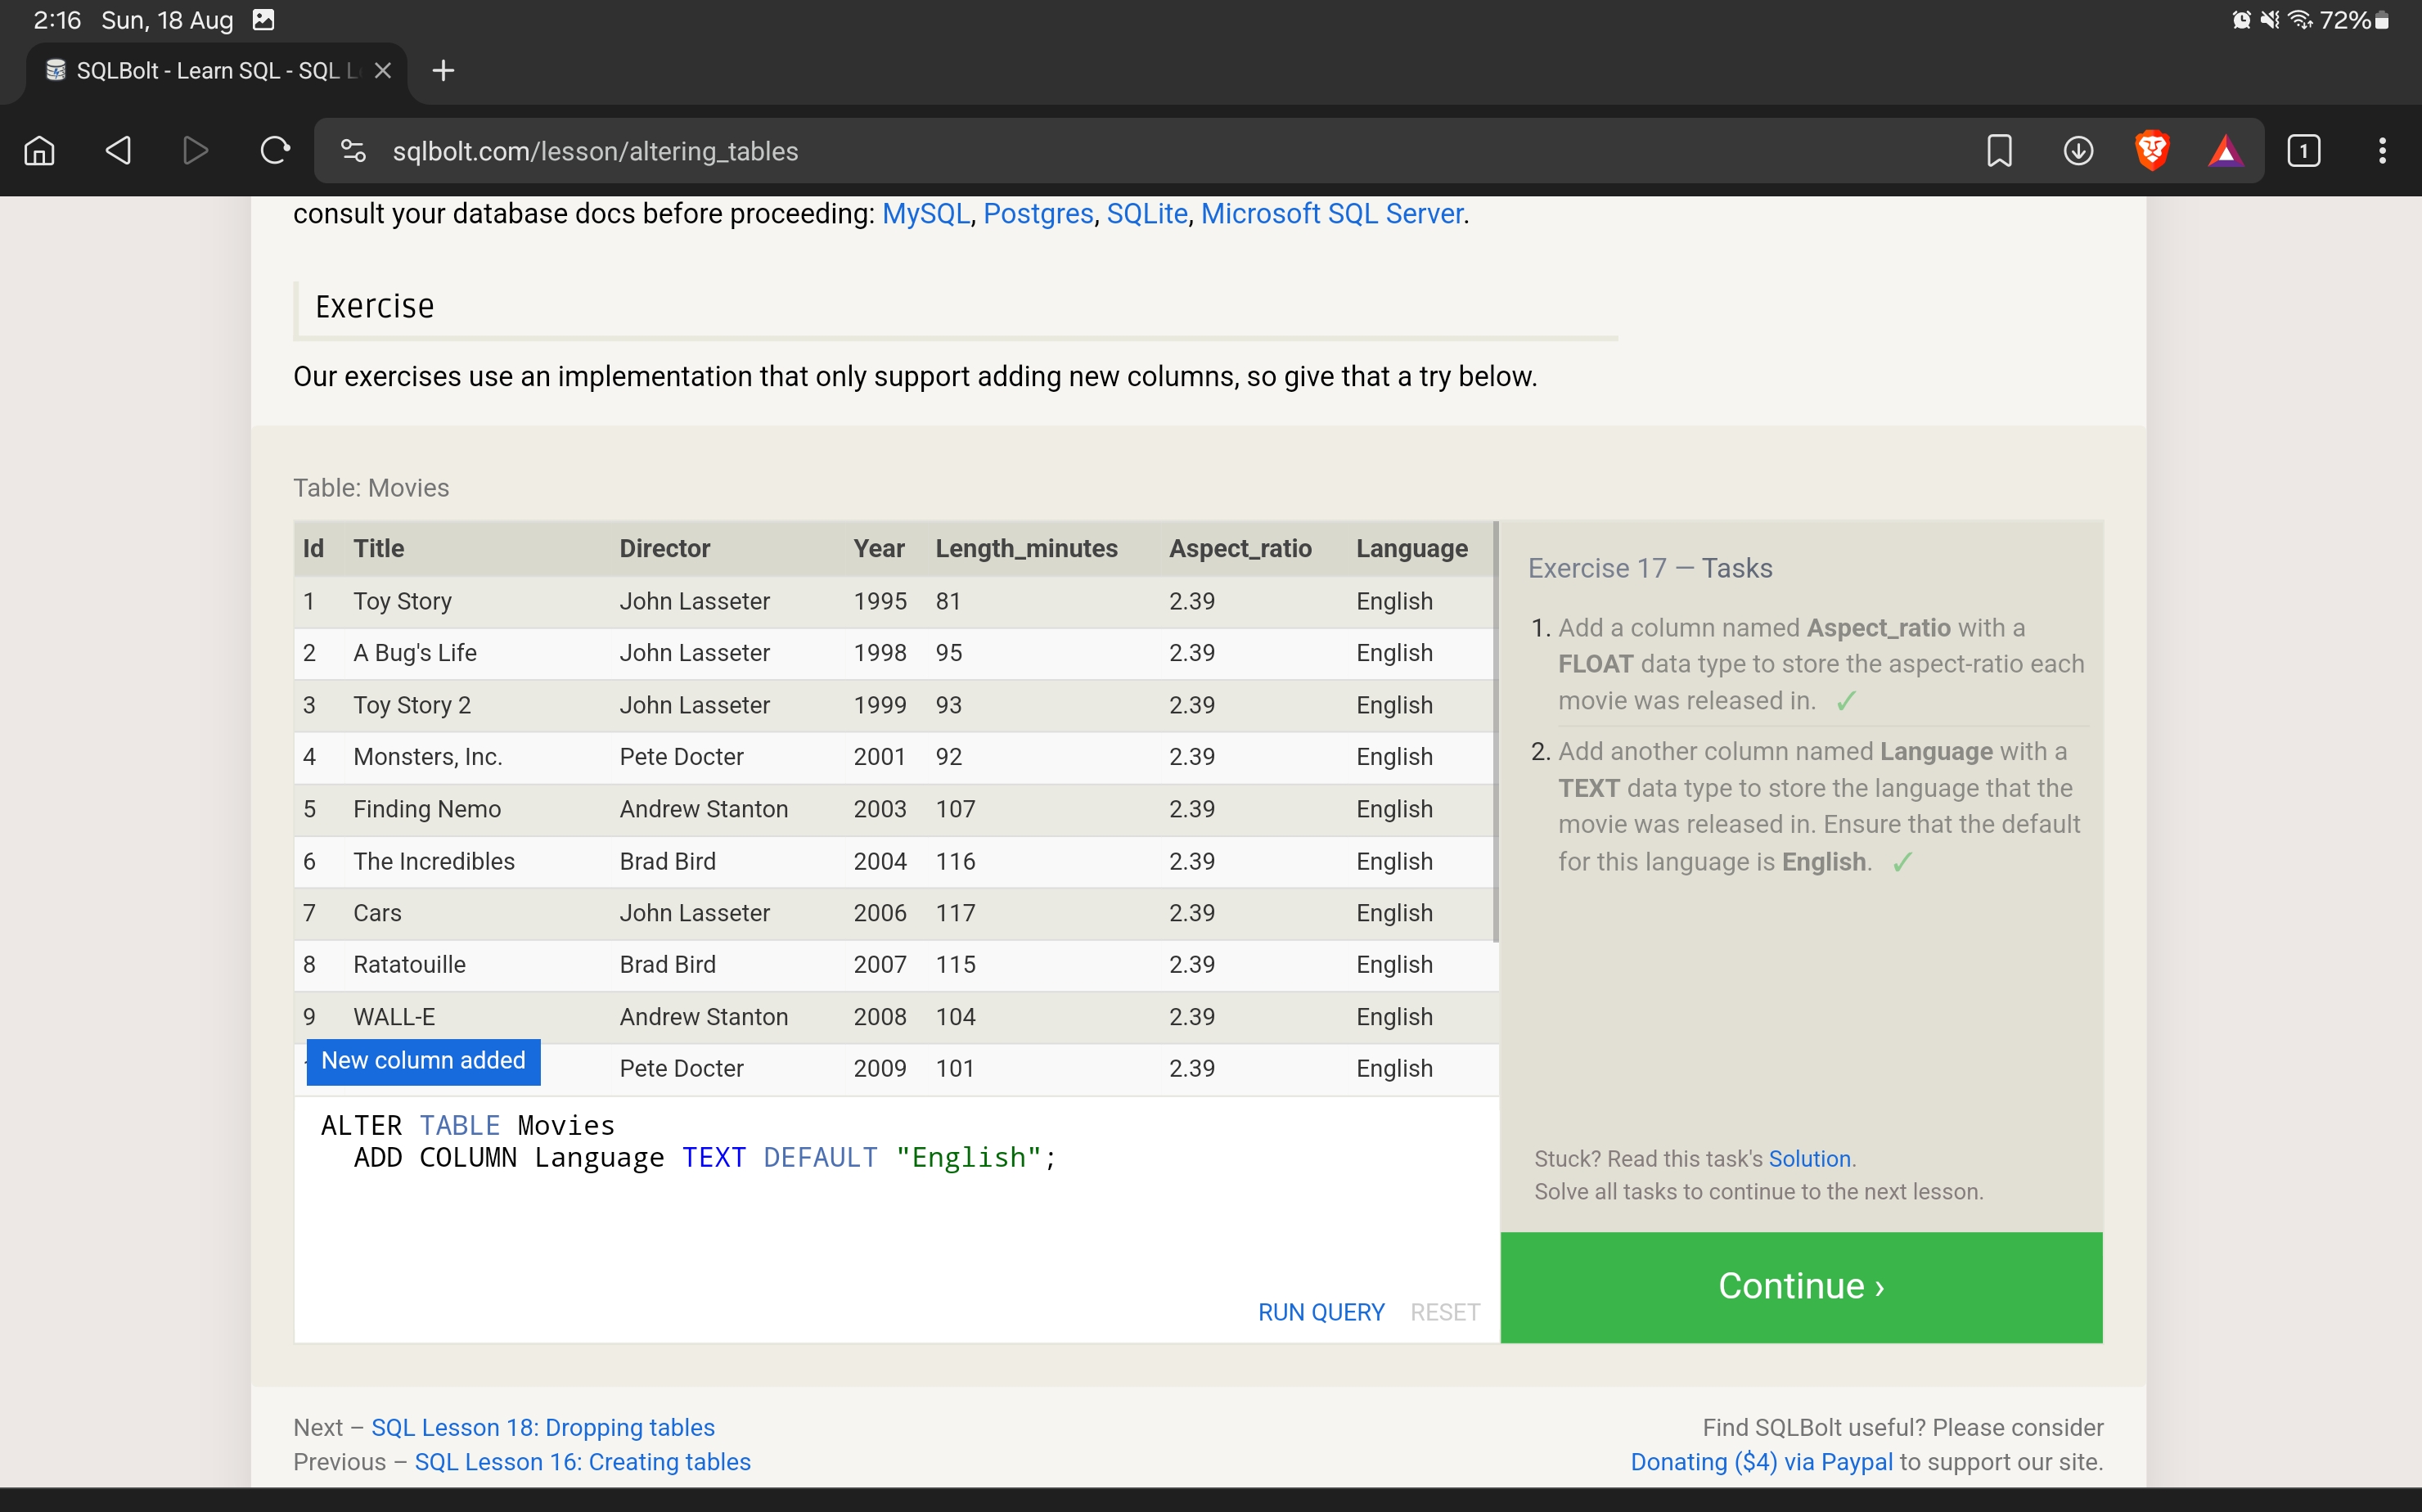 2:16 Sun, 18 Aug 72%
SQLBolt - Learn SQL - SQL L
sqlbolt.com/lesson/altering_tables
1
consult your database docs before proceeding: MySQL, Postgres, SQLite, Microsoft SQL Server.
Exercise
Our exercises use an implementation that only support adding new columns, so give that a try below.
Table: Movies
Id Title Director Year Length_minutes Aspect_ratio Language
1 Toy Story John Lasseter 1995 81 2.39 English
2 A Bug's Life John Lasseter 1998 95 2.39 English
3 Toy Story 2 John Lasseter 1999 93 2.39 English
4 Monsters, Inc. Pete Docter 2001 92 2.39 English
5 Finding Nemo Andrew Stanton 2003 107 2.39 English
6 The Incredibles Brad Bird 2004 116 2.39 English
7 Cars John Lasseter 2006 117 2.39 English
8 Ratatouille Brad Bird 2007 115 2.39 English
9 WALL-E Andrew Stanton 2008 104 2.39 English
New column added Pete Docter 2009 101 2.39 English
ALTER TABLE Movies
ADD COLUMN Language TEXT DEFAULT "English";
RUN QUERY RESET
Exercise 17 — Tasks
1. Add a column named Aspect_ratio with a
FLOAT data type to store the aspect-ratio each
movie was released in. ✓
2. Add another column named Language with a
TEXT data type to store the language that the
movie was released in. Ensure that the default
for this language is English. ✓
Stuck? Read this task's Solution.
Solve all tasks to continue to the next lesson.
Continue ›
Next – SQL Lesson 18: Dropping tables
Previous – SQL Lesson 16: Creating tables
Find SQLBolt useful? Please consider
Donating ($4) via Paypal to support our site.